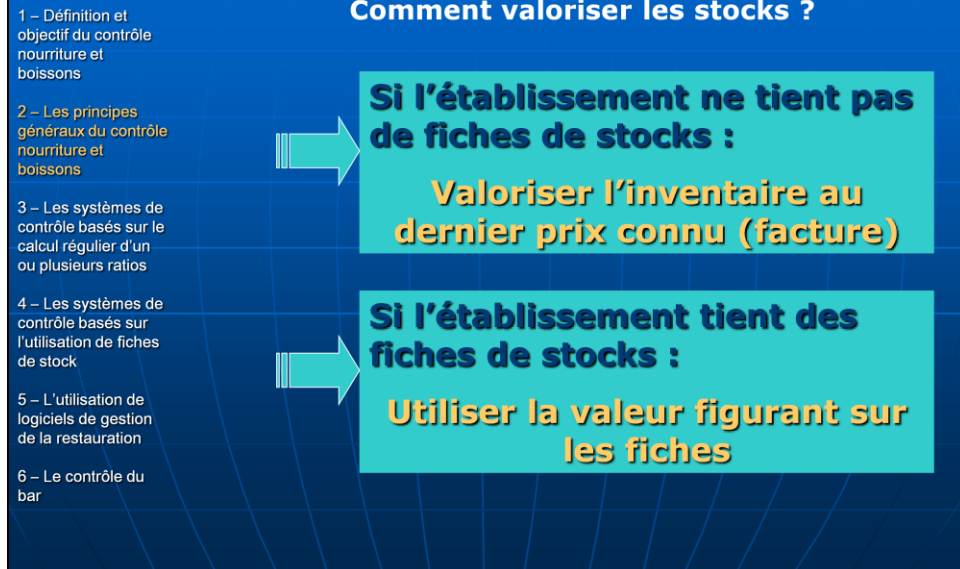 Comment valoriser les stocks ?
1 – Définition et
objectif du contrôle
nourriture et
boissons
2 – Les principes
généraux du contrôle
nourriture et
boissons
3 – Les systèmes de
contrôle basés sur le
calcul régulier d'un
ou plusieurs ratios
4 – Les systèmes de
contrôle basés sur
l'utilisation de fiches
de stock
5 – L'utilisation de
logiciels de gestion
de la restauration
6 – Le contrôle du
bar
Si l'établissement ne tient pas
de fiches de stocks :
Valoriser l'inventaire au
dernier prix connu (facture)
Si l'établissement tient des
fiches de stocks :
Utiliser la valeur figurant sur
les fiches